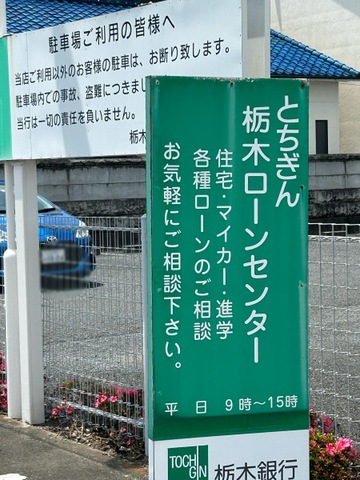 駐車場ご利用の皆様へ
当店ご利用以外のお客様の駐車は、お断り致します。
駐車場内での事故、盗難につきまし
当行は一切の責任を負いません。
栃木
とちぎん
栃木ローンセンター
住宅・マイカー・進学
各種ローンのご相談
お気軽にご相談下さい。
平日 9時～15時
TOCHIGIN
栃木銀行